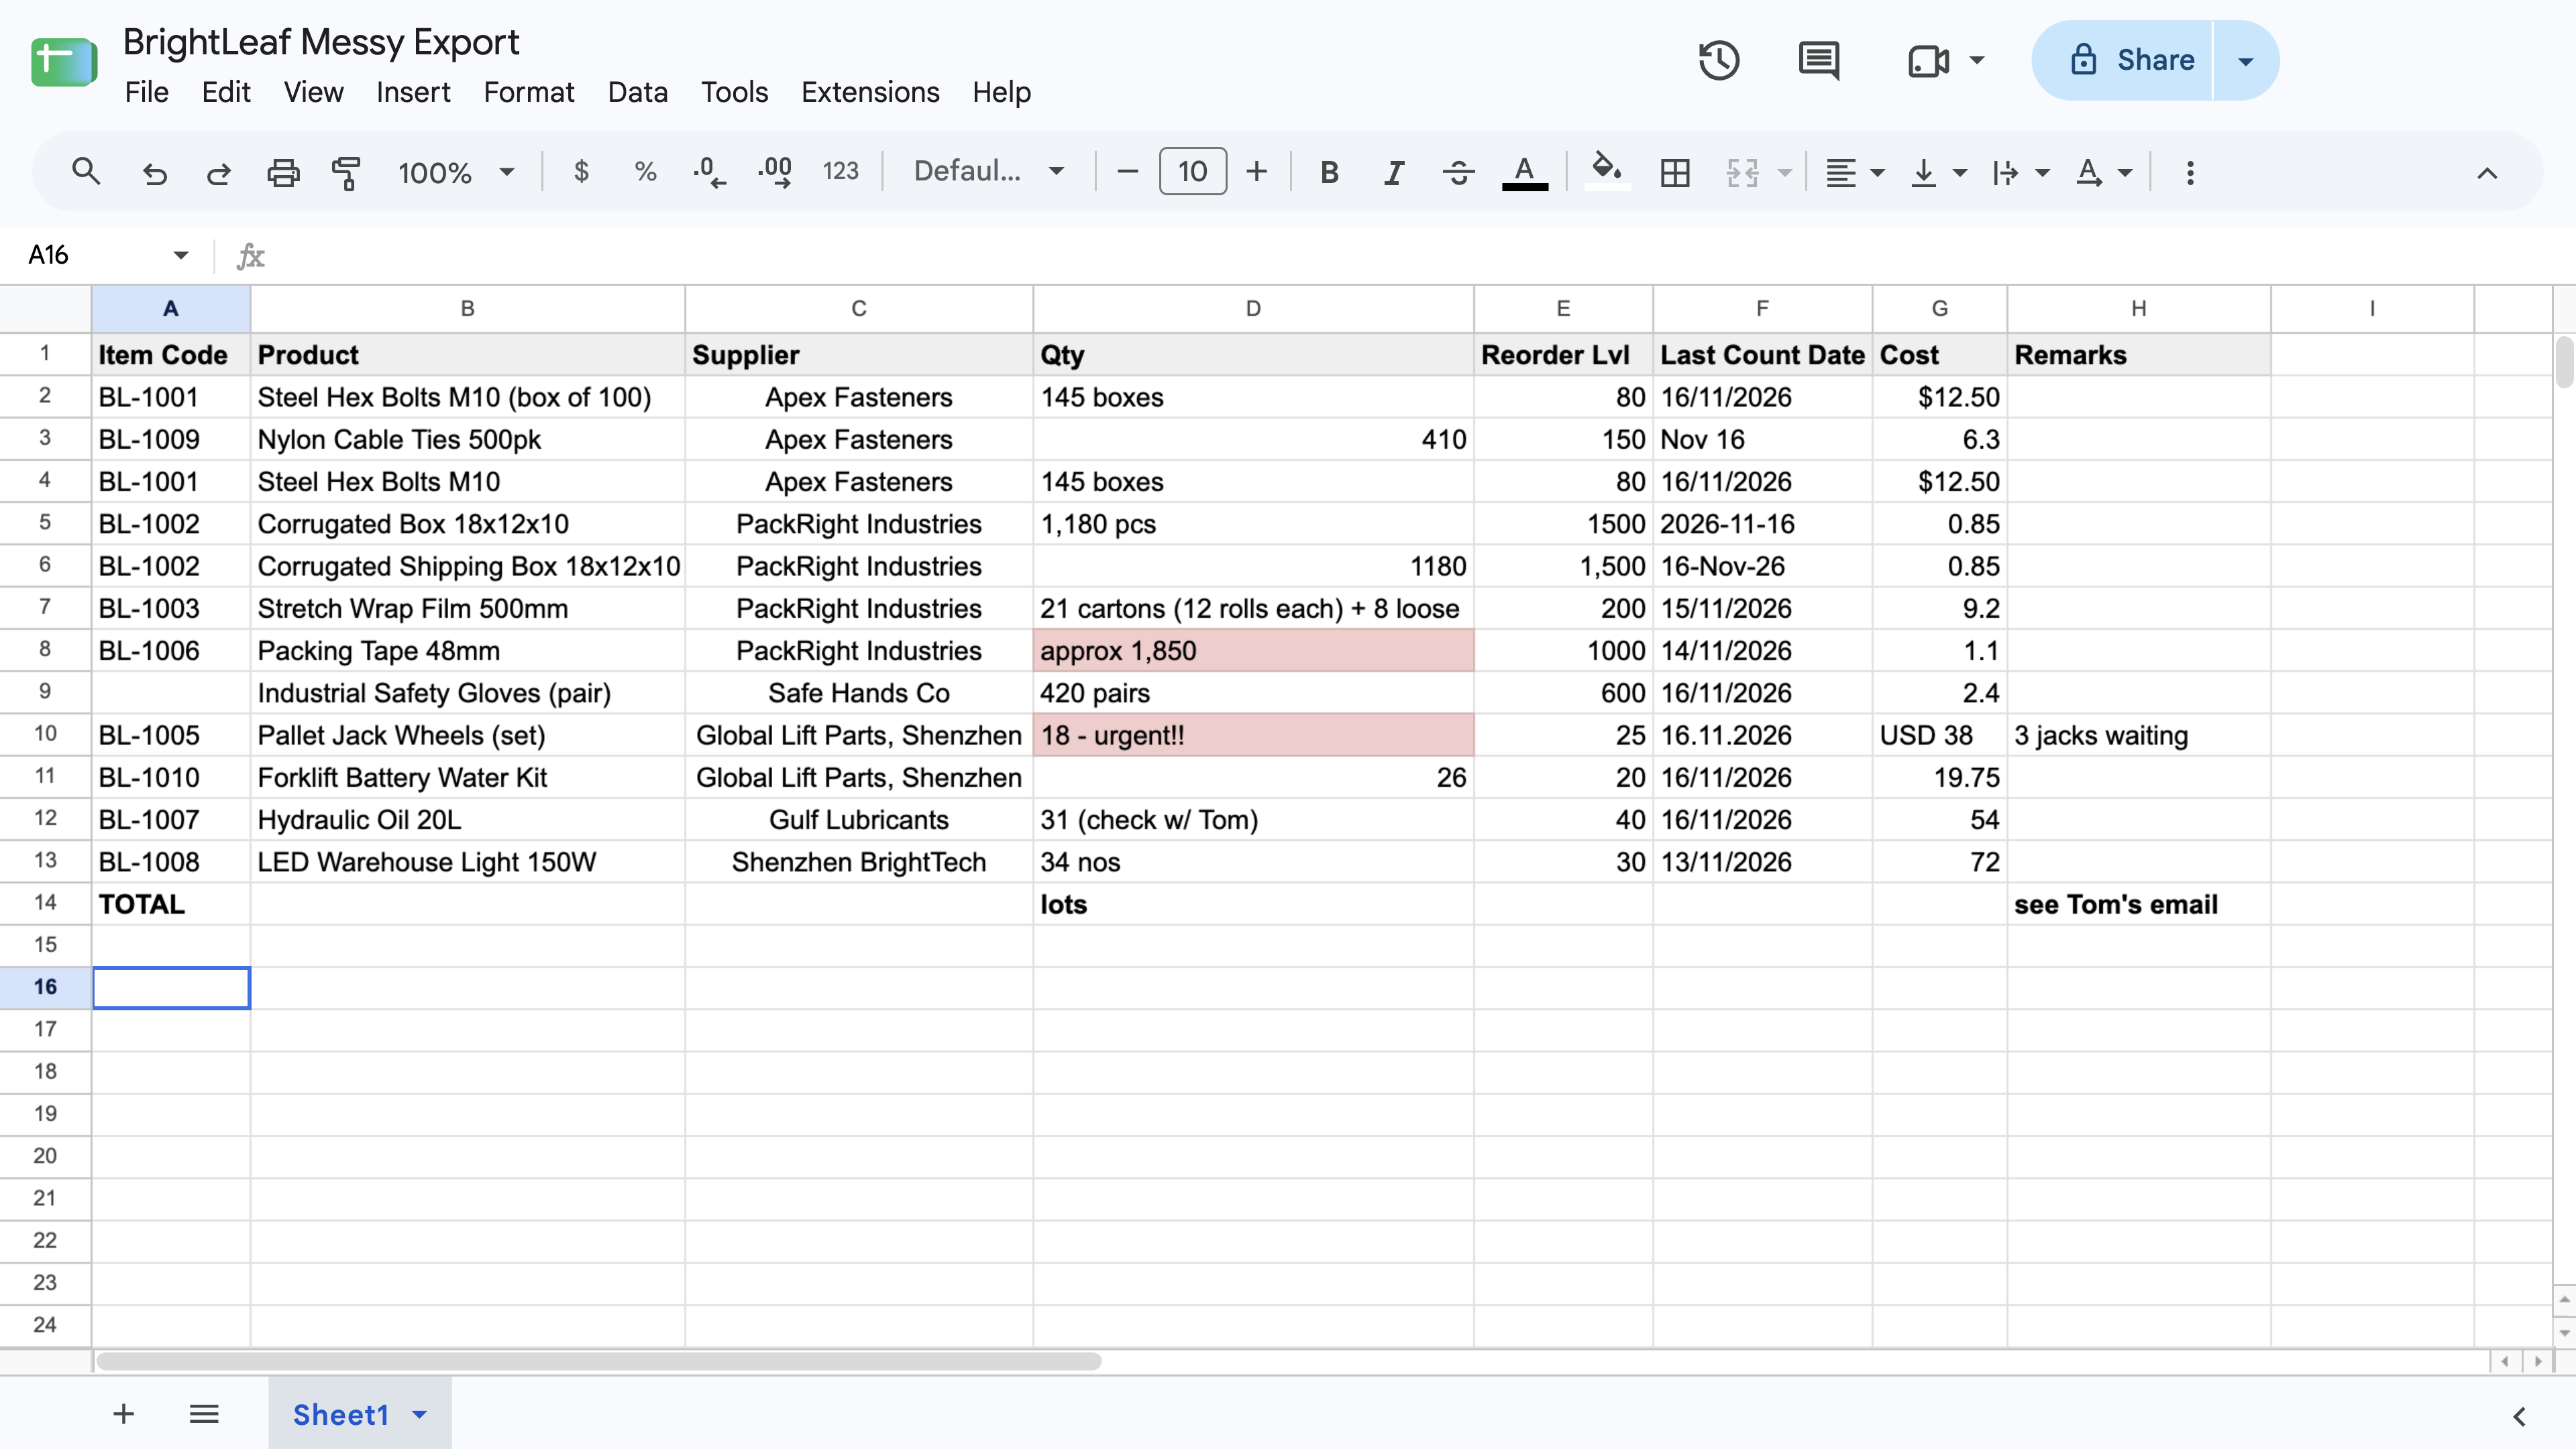 BrightLeaf Messy Export
File Edit View Insert Format Data Tools Extensions Help
Share
100% $ % .0 .00 123 Defaul... − 10 + B I S A A
A16 fx
A B C D E F G H I
1 Item Code Product Supplier Qty Reorder Lvl Last Count Date Cost Remarks
2 BL-1001 Steel Hex Bolts M10 (box of 100) Apex Fasteners 145 boxes 80 16/11/2026 $12.50
3 BL-1009 Nylon Cable Ties 500pk Apex Fasteners 410 150 Nov 16 6.3
4 BL-1001 Steel Hex Bolts M10 Apex Fasteners 145 boxes 80 16/11/2026 $12.50
5 BL-1002 Corrugated Box 18x12x10 PackRight Industries 1,180 pcs 1500 2026-11-16 0.85
6 BL-1002 Corrugated Shipping Box 18x12x10 PackRight Industries 1180 1,500 16-Nov-26 0.85
7 BL-1003 Stretch Wrap Film 500mm PackRight Industries 21 cartons (12 rolls each) + 8 loose 200 15/11/2026 9.2
8 BL-1006 Packing Tape 48mm PackRight Industries approx 1,850 1000 14/11/2026 1.1
9 Industrial Safety Gloves (pair) Safe Hands Co 420 pairs 600 16/11/2026 2.4
10 BL-1005 Pallet Jack Wheels (set) Global Lift Parts, Shenzhen 18 - urgent!! 25 16.11.2026 USD 38 3 jacks waiting
11 BL-1010 Forklift Battery Water Kit Global Lift Parts, Shenzhen 26 20 16/11/2026 19.75
12 BL-1007 Hydraulic Oil 20L Gulf Lubricants 31 (check w/ Tom) 40 16/11/2026 54
13 BL-1008 LED Warehouse Light 150W Shenzhen BrightTech 34 nos 30 13/11/2026 72
14 TOTAL lots see Tom's email
15
16
17
18
19
20
21
22
23
24
Sheet1